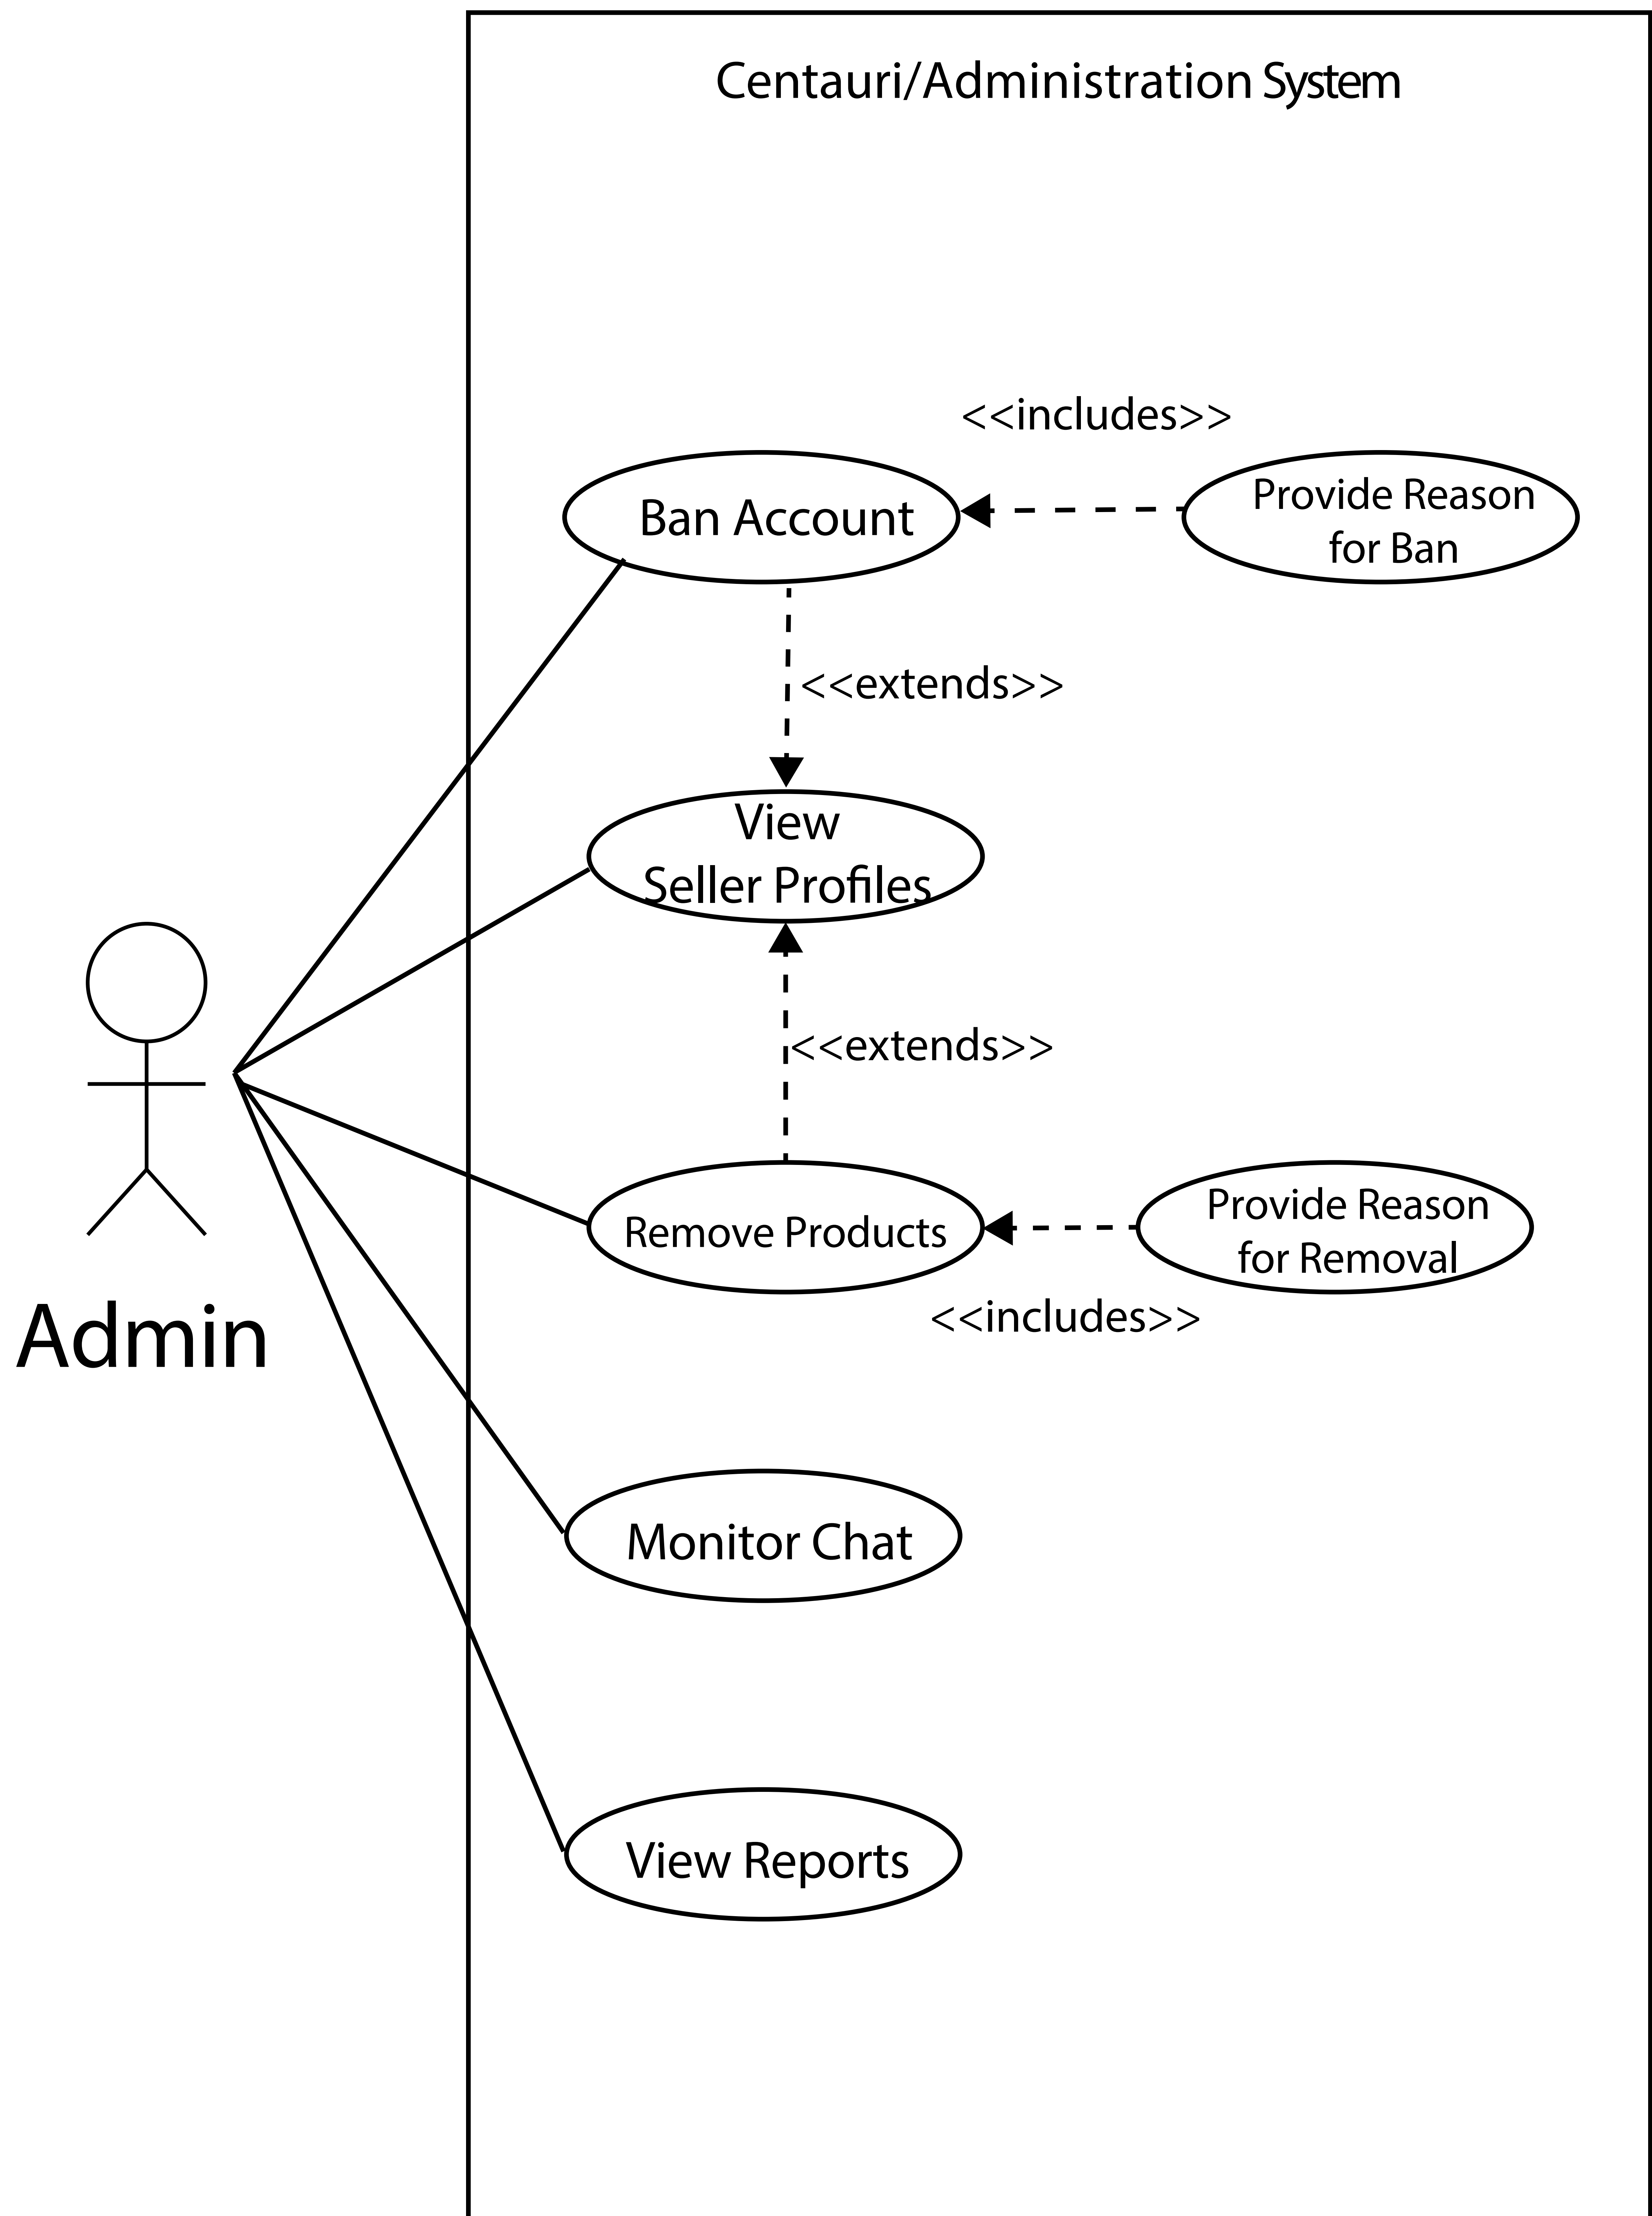 Centauri/Administration System
<<includes>>
Ban Account
Provide Reason
for Ban
<<extends>>
View
Seller Profiles
<<extends>>
Remove Products
Provide Reason
for Removal
<<includes>>
Admin
Monitor Chat
View Reports